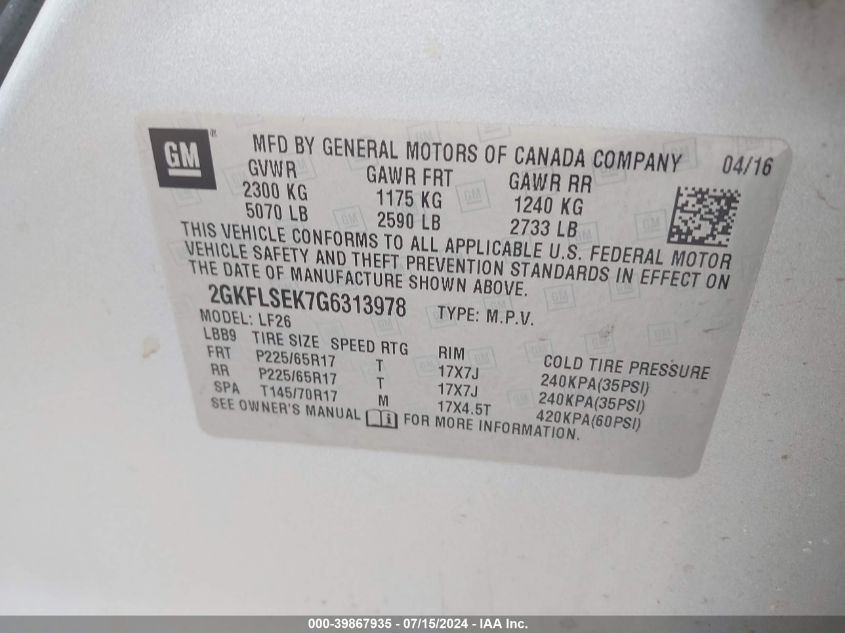 GM ®
MFD BY GENERAL MOTORS OF CANADA COMPANY 04/16
GVWR GAWR FRT GAWR RR
2300 KG 1175 KG 1240 KG
5070 LB 2590 LB 2733 LB
THIS VEHICLE CONFORMS TO ALL APPLICABLE U.S. FEDERAL MOTOR
VEHICLE SAFETY AND THEFT PREVENTION STANDARDS IN EFFECT ON
THE DATE OF MANUFACTURE SHOWN ABOVE.
2GKFLSEK7G6313978 TYPE: M.P.V.
MODEL: LF26
LBB9 TIRE SIZE SPEED RTG RIM COLD TIRE PRESSURE
FRT P225/65R17 T 17X7J 240KPA(35PSI)
RR P225/65R17 T 17X7J 240KPA(35PSI)
SPA T145/70R17 M 17X4.5T 420KPA(60PSI)
SEE OWNER'S MANUAL FOR MORE INFORMATION.
000-39867935 - 07/15/2024 - IAA Inc.